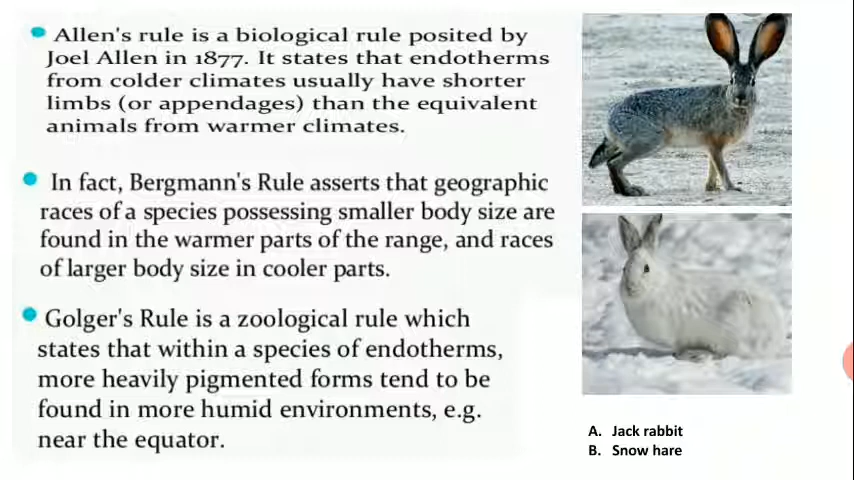 Allen's rule is a biological rule posited by
Joel Allen in 1877. It states that endotherms
from colder climates usually have shorter
limbs (or appendages) than the equivalent
animals from warmer climates.
In fact, Bergmann's Rule asserts that geographic
races of a species possessing smaller body size are
found in the warmer parts of the range, and races
of larger body size in cooler parts.
Golger's Rule is a zoological rule which
states that within a species of endotherms,
more heavily pigmented forms tend to be
found in more humid environments, e.g.
near the equator.
A. Jack rabbit
B. Snow hare